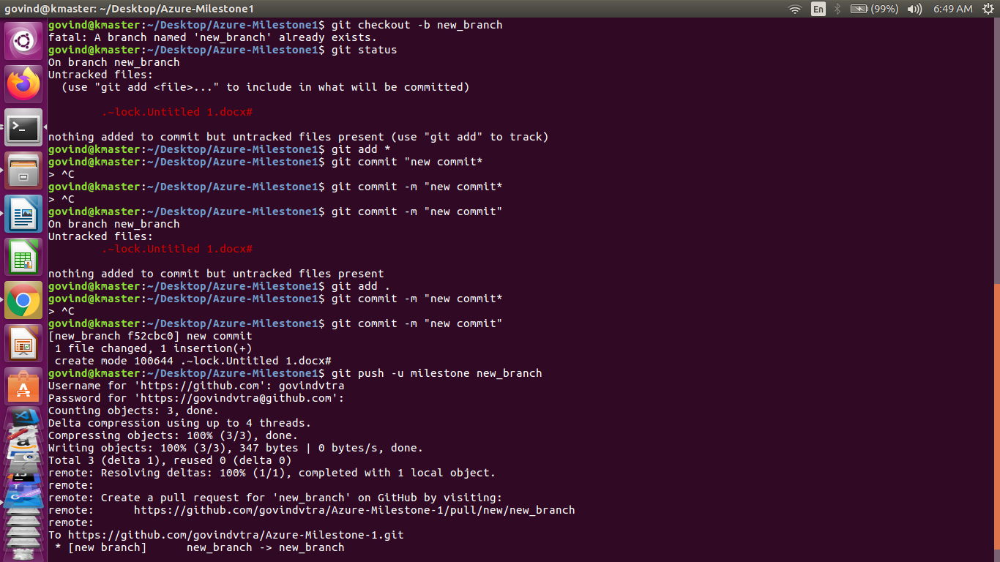 govind@kmaster: ~/Desktop/Azure-Milestone1
En
(99%)
6:49 AM
govind@kmaster:~/Desktop/Azure-Milestone1$ git checkout -b new_branch
fatal: A branch named 'new_branch' already exists.
govind@kmaster:~/Desktop/Azure-Milestone1$ git status
On branch new_branch
Untracked files:
  (use "git add <file>..." to include in what will be committed)
        .~lock.Untitled 1.docx#
nothing added to commit but untracked files present (use "git add" to track)
govind@kmaster:~/Desktop/Azure-Milestone1$ git add *
govind@kmaster:~/Desktop/Azure-Milestone1$ git commit "new commit*
> ^C
govind@kmaster:~/Desktop/Azure-Milestone1$ git commit -m "new commit*
> ^C
govind@kmaster:~/Desktop/Azure-Milestone1$ git commit -m "new commit"
On branch new_branch
Untracked files:
        .~lock.Untitled 1.docx#
nothing added to commit but untracked files present
govind@kmaster:~/Desktop/Azure-Milestone1$ git add .
govind@kmaster:~/Desktop/Azure-Milestone1$ git commit -m "new commit*
> ^C
govind@kmaster:~/Desktop/Azure-Milestone1$ git commit -m "new commit"
[new_branch f52cbc0] new commit
 1 file changed, 1 insertion(+)
 create mode 100644 .~lock.Untitled 1.docx#
govind@kmaster:~/Desktop/Azure-Milestone1$ git push -u milestone new_branch
Username for 'https://github.com': govindvtra
Password for 'https://govindvtra@github.com':
Counting objects: 3, done.
Delta compression using up to 4 threads.
Compressing objects: 100% (3/3), done.
Writing objects: 100% (3/3), 347 bytes | 0 bytes/s, done.
Total 3 (delta 1), reused 0 (delta 0)
remote: Resolving deltas: 100% (1/1), completed with 1 local object.
remote:
remote: Create a pull request for 'new_branch' on GitHub by visiting:
remote:      https://github.com/govindvtra/Azure-Milestone-1/pull/new/new_branch
remote:
To https://github.com/govindvtra/Azure-Milestone-1.git
 * [new branch]      new_branch -> new_branch